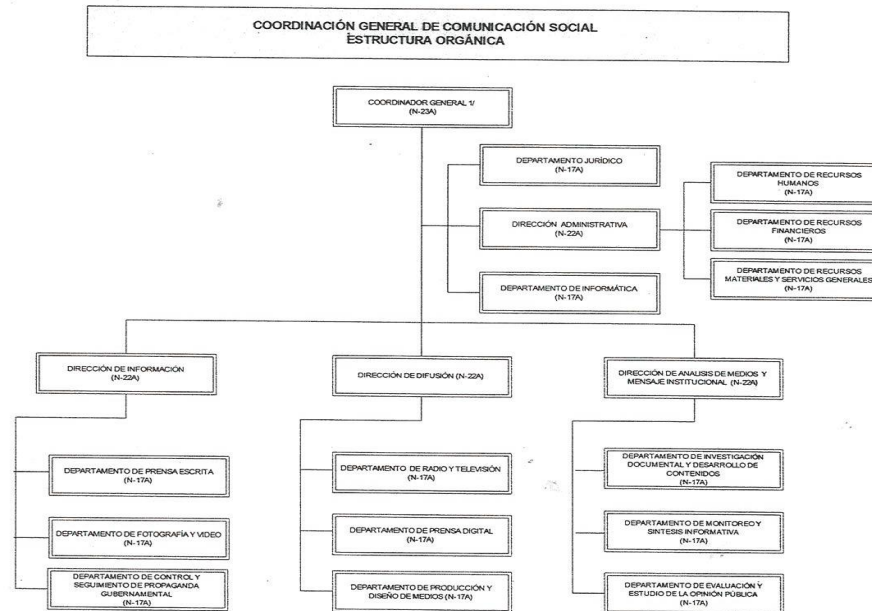 COORDINACIÓN GENERAL DE COMUNICACIÓN SOCIAL
ESTRUCTURA ORGÁNICA
COORDINADOR GENERAL 1/
(N-23A)
DEPARTAMENTO JURÍDICO
(N-17A)
DIRECCIÓN ADMINISTRATIVA
(N-22A)
DEPARTAMENTO DE INFORMÁTICA
(N-17A)
DEPARTAMENTO DE RECURSOS
HUMANOS
(N-17A)
DEPARTAMENTO DE RECURSOS
FINANCIEROS
(N-17A)
DEPARTAMENTO DE RECURSOS
MATERIALES Y SERVICIOS GENERALES
(N-17A)
DIRECCIÓN DE INFORMACIÓN
(N-22A)
DEPARTAMENTO DE PRENSA ESCRITA
(N-17A)
DEPARTAMENTO DE FOTOGRAFÍA Y VIDEO
(N-17A)
DEPARTAMENTO DE CONTROL Y
SEGUIMIENTO DE PROPAGANDA
GUBERNAMENTAL
(N-17A)
DIRECCIÓN DE DIFUSIÓN (N-22A)
DEPARTAMENTO DE RADIO Y TELEVISIÓN
(N-17A)
DEPARTAMENTO DE PRENSA DIGITAL
(N-17A)
DEPARTAMENTO DE PRODUCCIÓN Y
DISEÑO DE MEDIOS (N-17A)
DIRECCIÓN DE ANALISIS DE MEDIOS Y
MENSAJE INSTITUCIONAL (N-22A)
DEPARTAMENTO DE INVESTIGACIÓN
DOCUMENTAL Y DESARROLLO DE
CONTENIDOS
(N-17A)
DEPARTAMENTO DE MONITOREO Y
SINTESIS INFORMATIVA
(N-17A)
DEPARTAMENTO DE EVALUACIÓN Y
ESTUDIO DE LA OPINIÓN PÚBLICA
(N-17A)